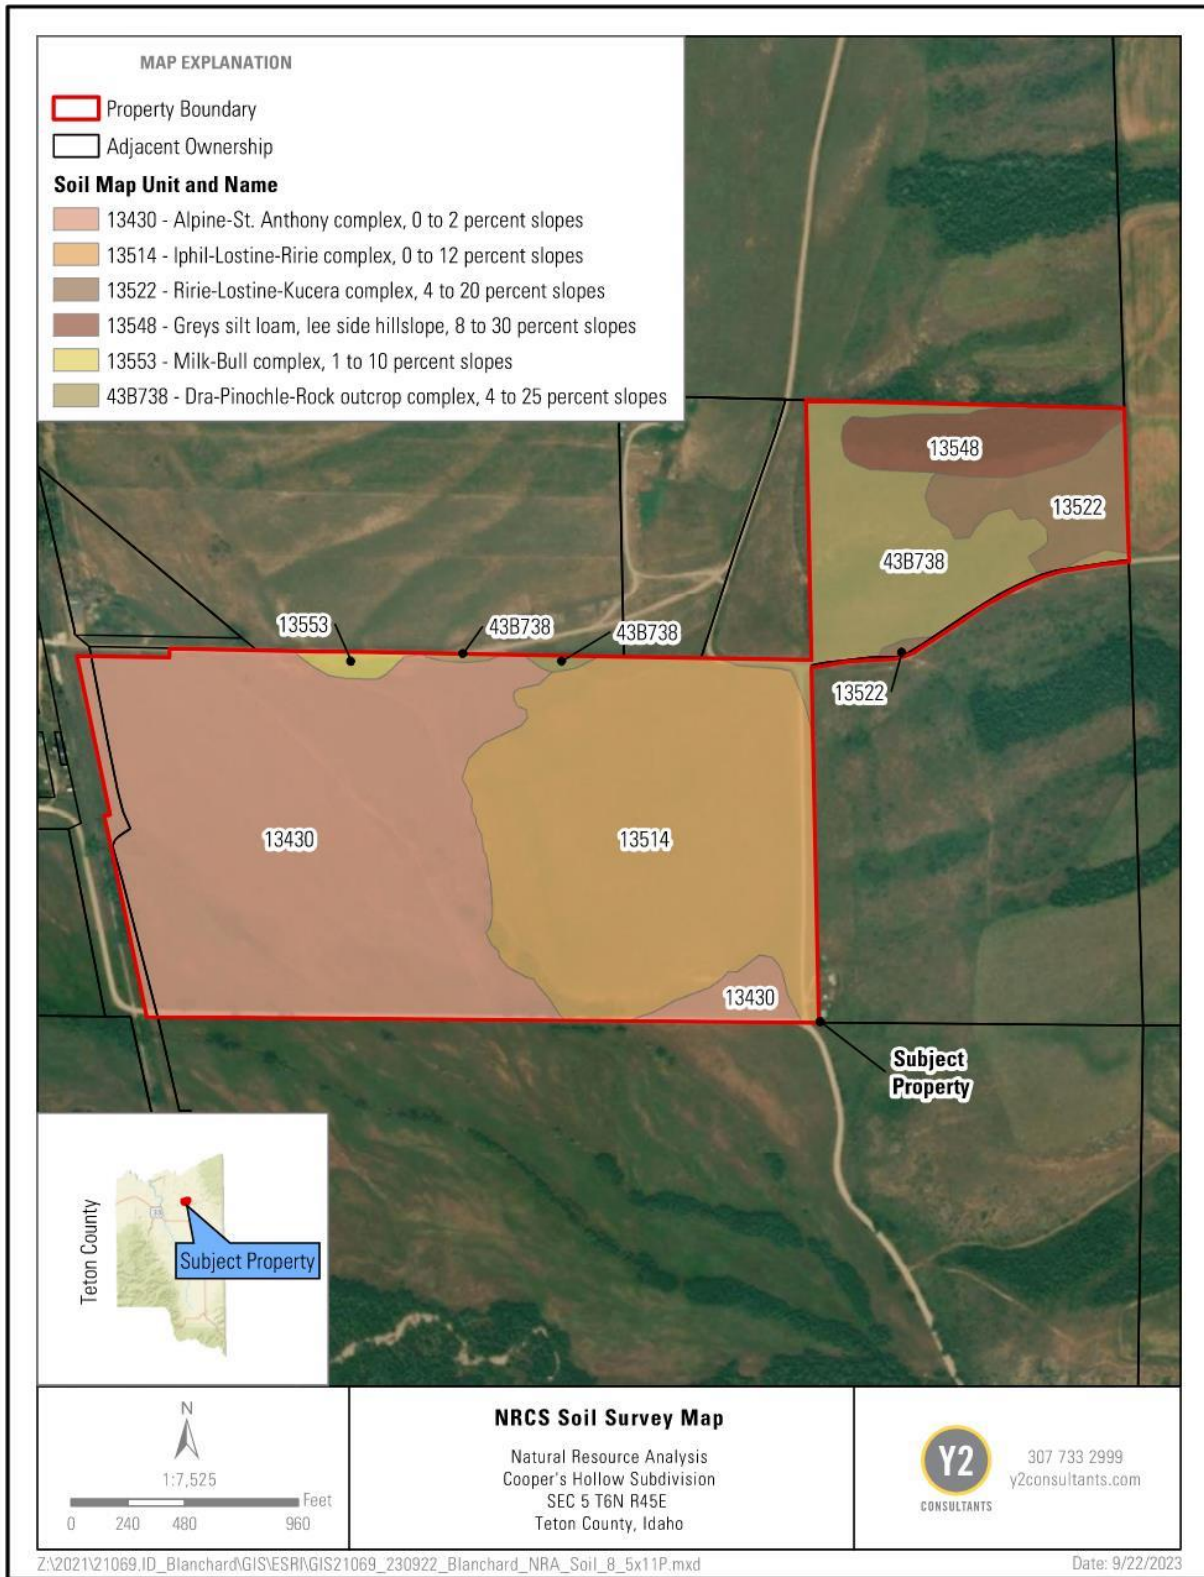 MAP EXPLANATION
Property Boundary
Adjacent Ownership
Soil Map Unit and Name
13430 - Alpine-St. Anthony complex, 0 to 2 percent slopes
13514 - Iphil-Lostine-Ririe complex, 0 to 12 percent slopes
13522 - Ririe-Lostine-Kucera complex, 4 to 20 percent slopes
13548 - Greys silt loam, lee side hillslope, 8 to 30 percent slopes
13553 - Milk-Bull complex, 1 to 10 percent slopes
43B738 - Dra-Pinochle-Rock outcrop complex, 4 to 25 percent slopes
13548
13522
43B738
13553
43B738
43B738
13522
13430
13514
13430
Subject
Property
Teton County
Subject Property
N
1:7,525
Feet
0 240 480 960
NRCS Soil Survey Map
Natural Resource Analysis
Cooper's Hollow Subdivision
SEC 5 T6N R45E
Teton County, Idaho
Y2
CONSULTANTS
307 733 2999
y2consultants.com
Z:\2021\21069.ID_Blanchard\GIS\ESRI\GIS21069_230922_Blanchard_NRA_Soil_8_5x11P.mxd
Date: 9/22/2023